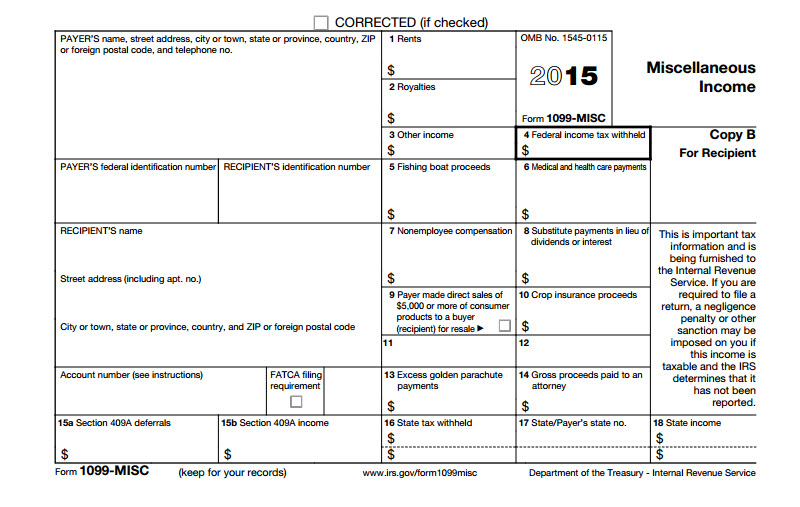 CORRECTED (if checked)
PAYER'S name, street address, city or town, state or province, country, ZIP
or foreign postal code, and telephone no.
1 Rents
$
OMB No. 1545-0115
2015
Form 1099-MISC
Miscellaneous
Income
2 Royalties
$
3 Other income
$
4 Federal income tax withheld
$
Copy B
For Recipient
PAYER'S federal identification number
RECIPIENT'S identification number
5 Fishing boat proceeds
$
6 Medical and health care payments
$
RECIPIENT'S name
7 Nonemployee compensation
$
8 Substitute payments in lieu of
dividends or interest
$
This is important tax
information and is
being furnished to
the Internal Revenue
Service. If you are
required to file a
return, a negligence
penalty or other
sanction may be
imposed on you if
this income is
taxable and the IRS
determines that it
has not been
reported.
Street address (including apt. no.)
9 Payer made direct sales of
$5,000 or more of consumer
products to a buyer
(recipient) for resale ►
10 Crop insurance proceeds
$
City or town, state or province, country, and ZIP or foreign postal code
11
12
Account number (see instructions)
FATCA filing
requirement
13 Excess golden parachute
payments
$
14 Gross proceeds paid to an
attorney
$
15a Section 409A deferrals
$
15b Section 409A income
$
16 State tax withheld
$
$
17 State/Payer's state no.
18 State income
$
$
Form 1099-MISC
(keep for your records)
www.irs.gov/form1099misc
Department of the Treasury - Internal Revenue Service